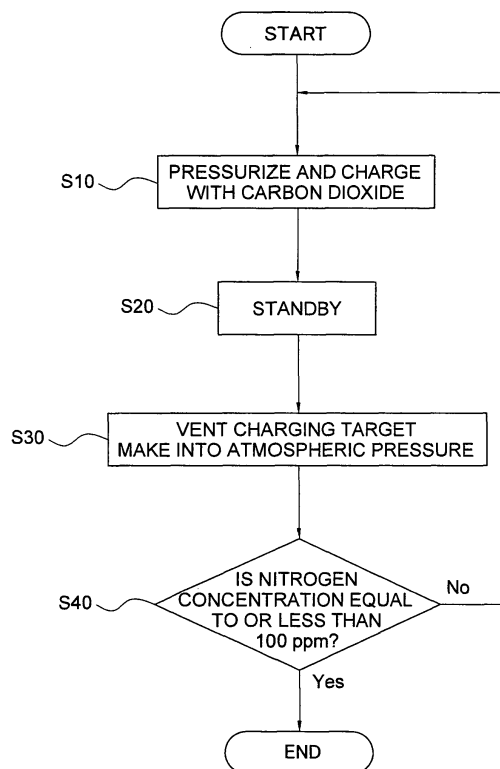 START
S10
PRESSURIZE AND CHARGE
WITH CARBON DIOXIDE
S20
STANDBY
S30
VENT CHARGING TARGET
MAKE INTO ATMOSPHERIC PRESSURE
S40
IS NITROGEN
CONCENTRATION EQUAL
TO OR LESS THAN
100 ppm?
No
Yes
END